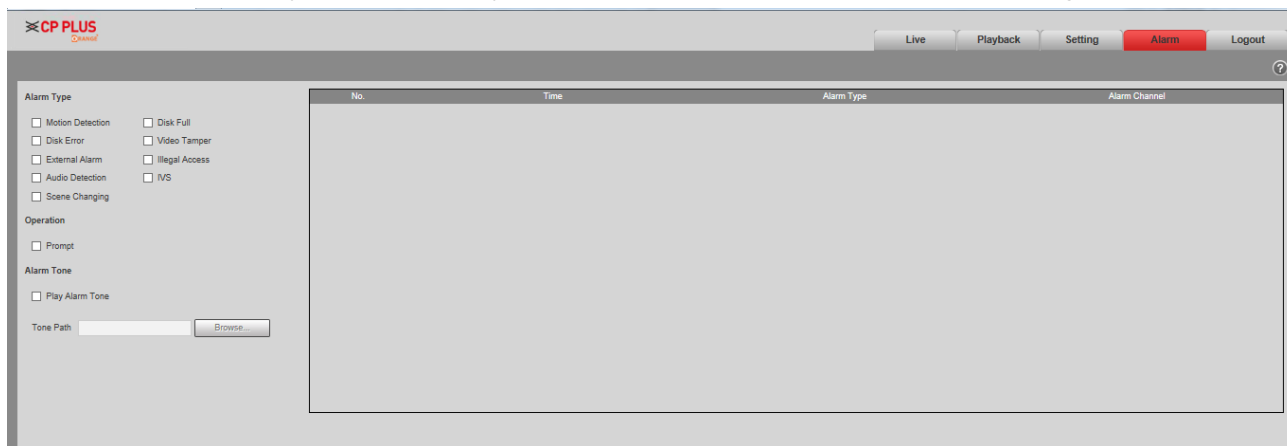 CP PLUS
ORANGE
Live Playback Setting Alarm Logout
?
Alarm Type
No. Time Alarm Type Alarm Channel
Motion Detection Disk Full
Disk Error Video Tamper
External Alarm Illegal Access
Audio Detection IVS
Scene Changing
Operation
Prompt
Alarm Tone
Play Alarm Tone
Tone Path Browse...